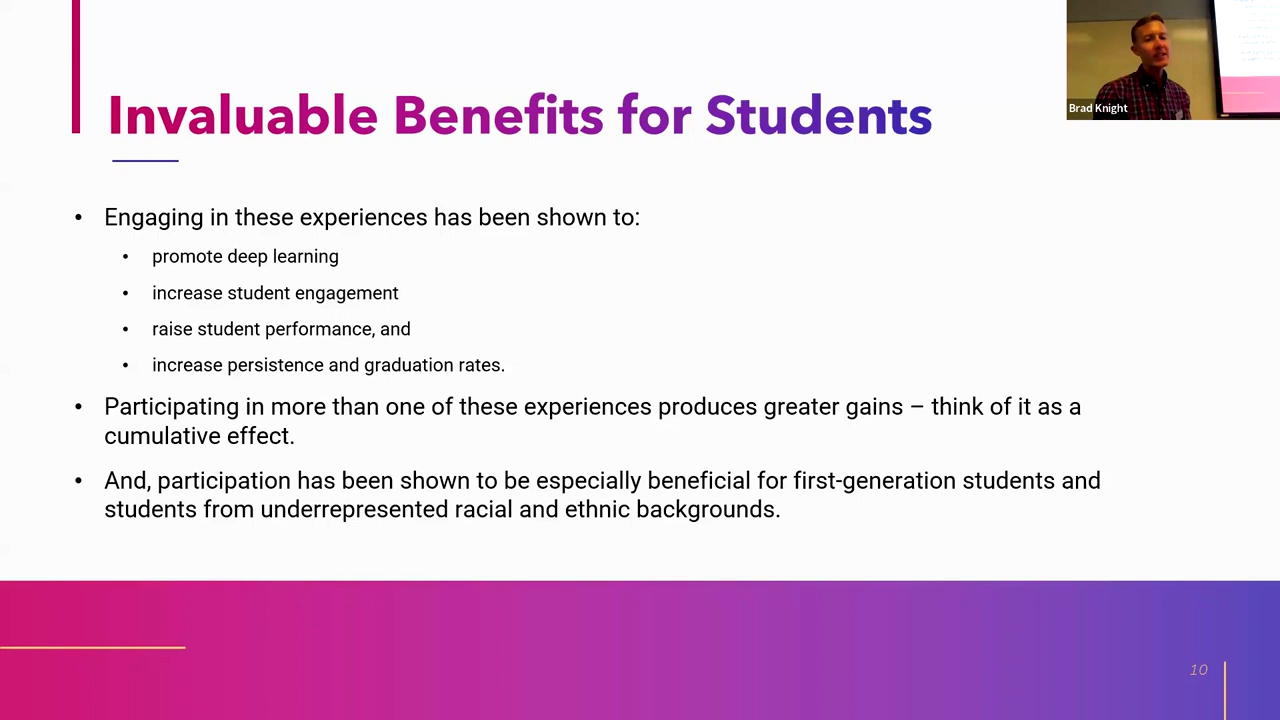 Invaluable Benefits for Students
Brad Knight
• Engaging in these experiences has been shown to:
• promote deep learning
• increase student engagement
• raise student performance, and
• increase persistence and graduation rates.
• Participating in more than one of these experiences produces greater gains – think of it as a
cumulative effect.
• And, participation has been shown to be especially beneficial for first-generation students and
students from underrepresented racial and ethnic backgrounds.
10